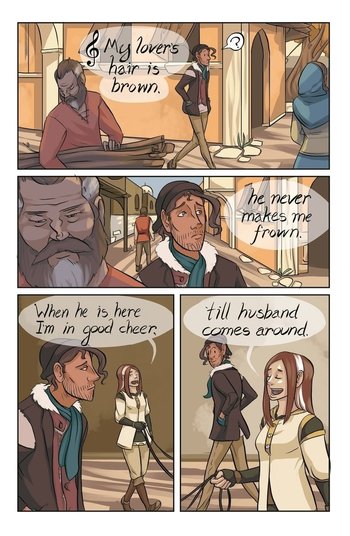 My lover's
hair is
brown.
?
he never
makes me
frown.
When he is here
I'm in good cheer.
'till husband
comes around.